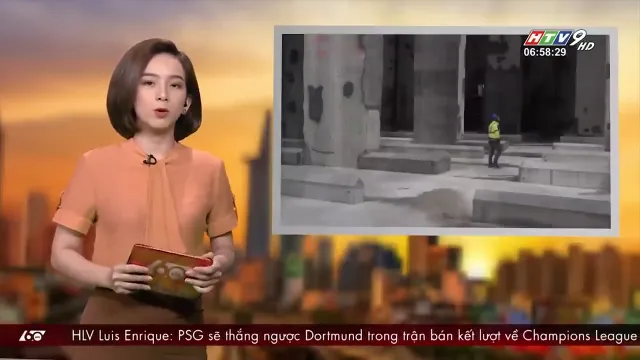 HTV9 HD
06:58:29
60
HLV Luis Enrique: PSG sẽ thắng ngược Dortmund trong trận bán kết lượt về Champions League